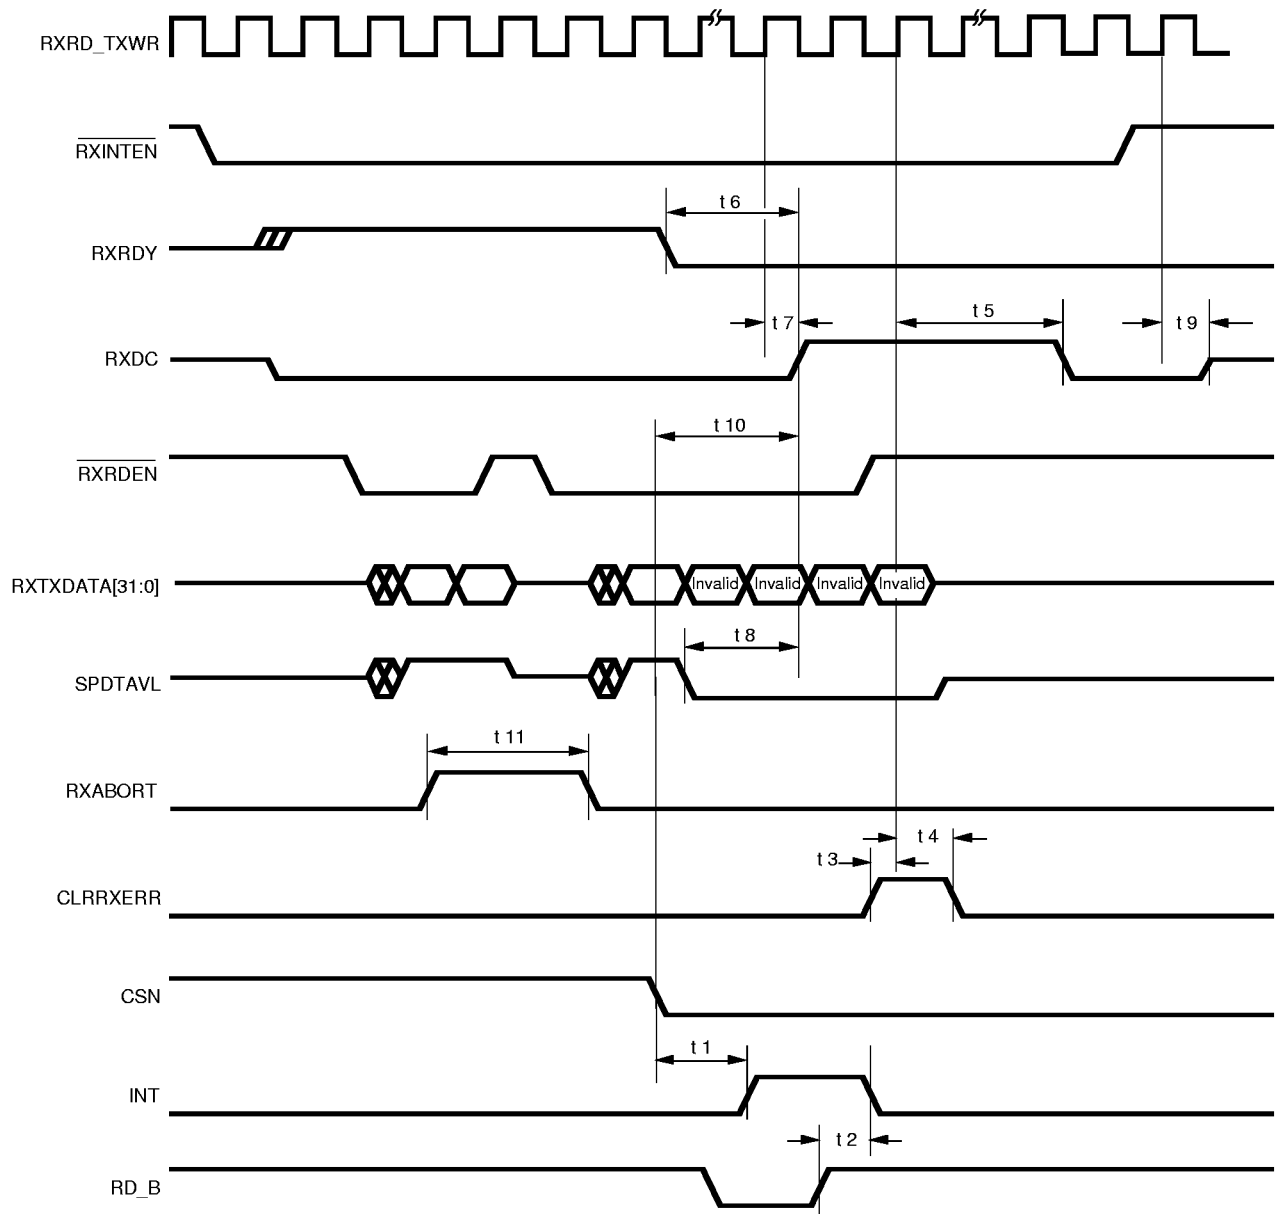 RXRD_TXWR
RXINTEN
t 6
RXRDY
t 7
t 5
t 9
RXDC
t 10
RXRDEN
RXTXDATA[31:0]
Invalid Invalid Invalid Invalid
t 8
SPDTAVL
t 11
RXABORT
t 4
t 3
CLRRXERR
CSN
t 1
INT
t 2
RD_B